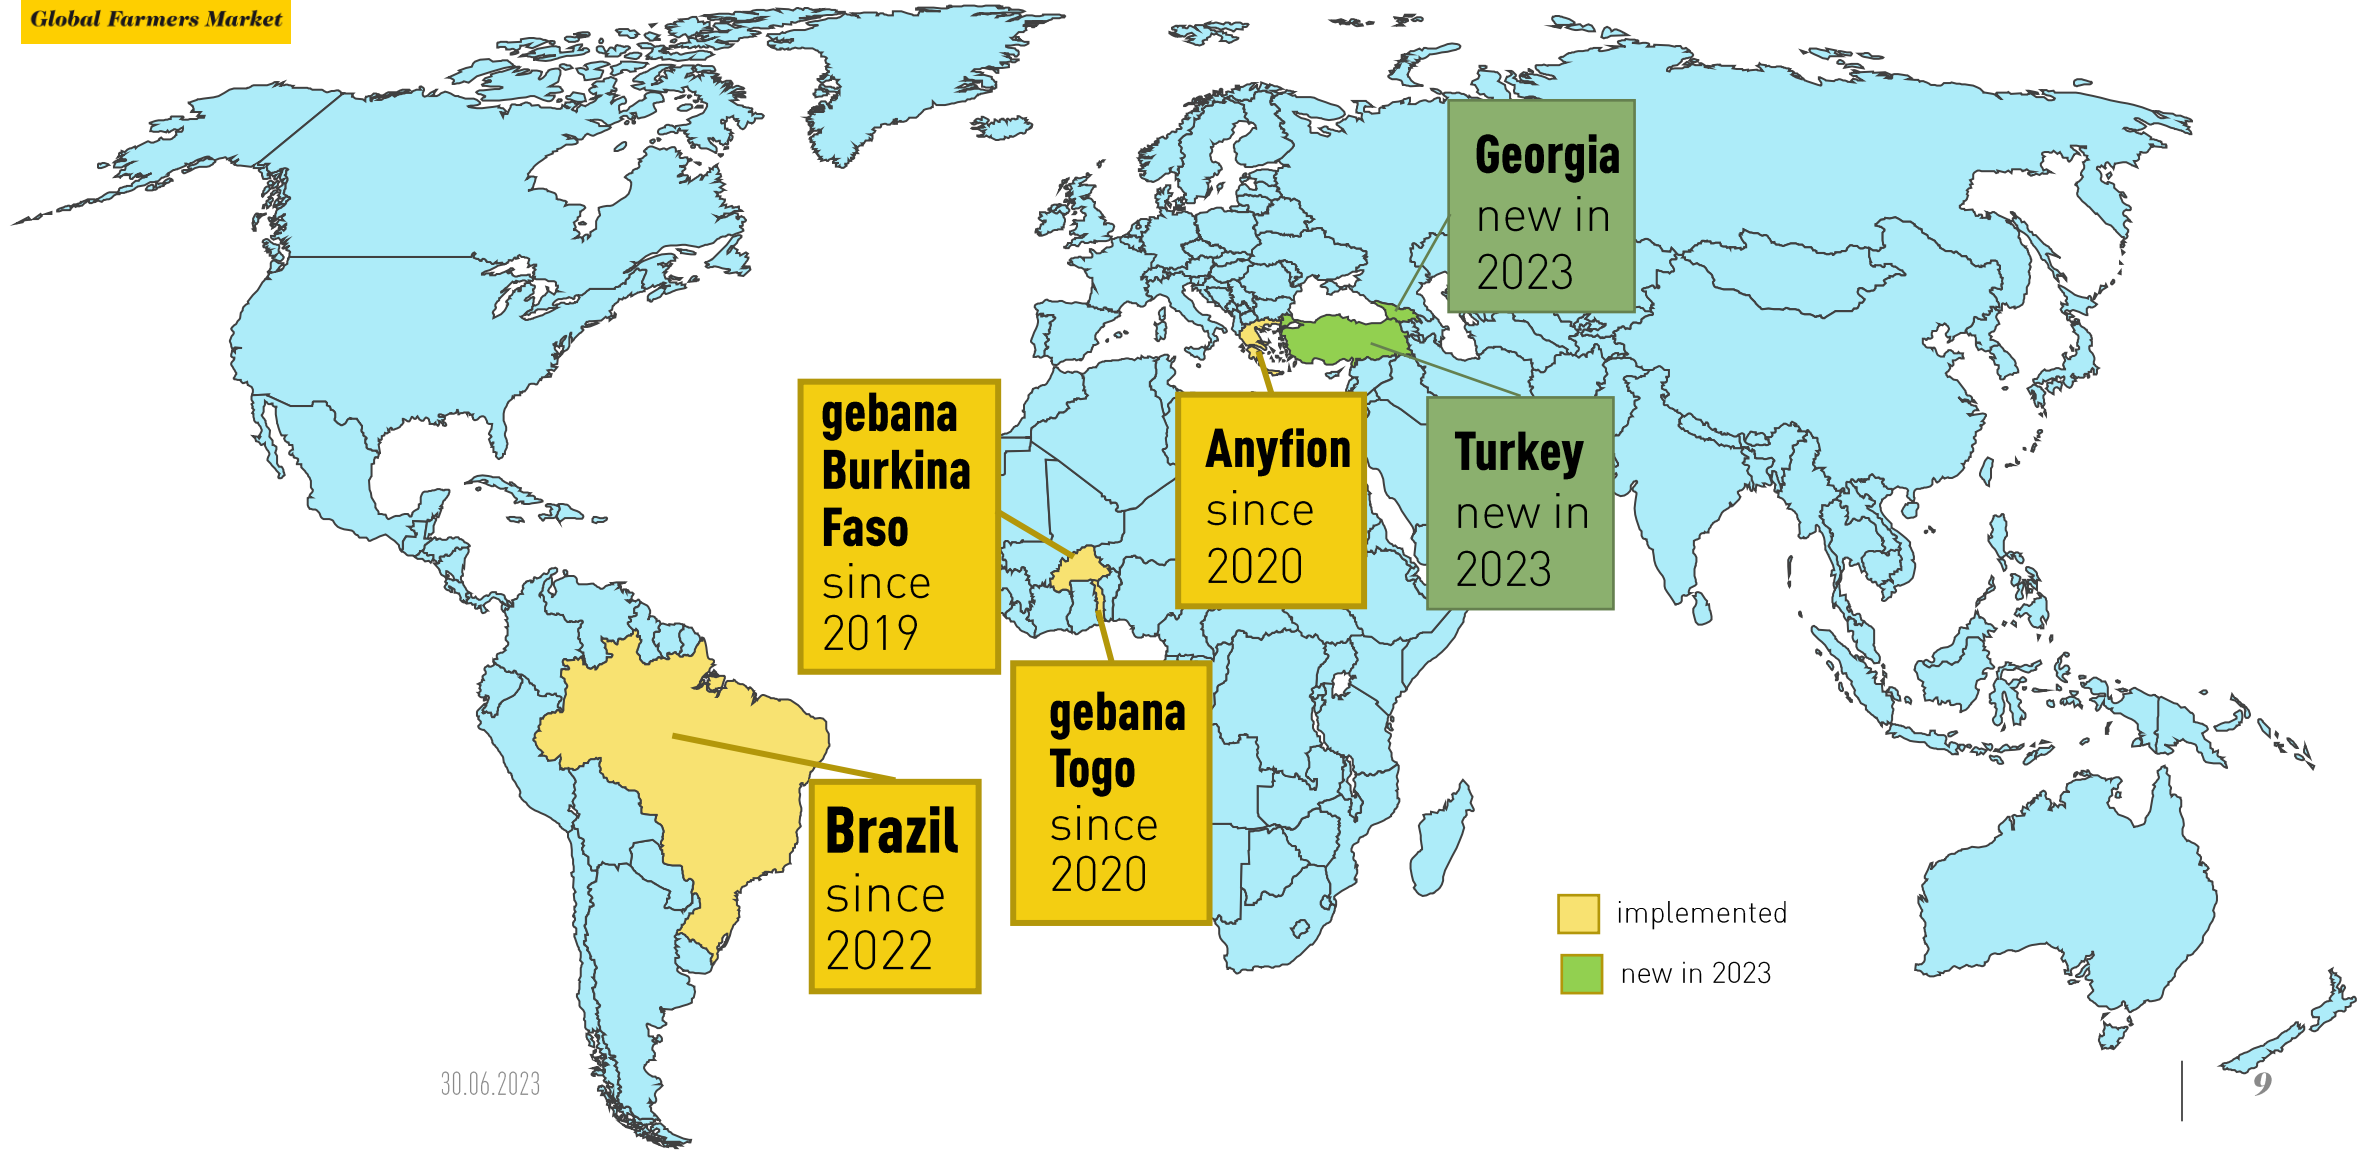 Global Farmers Market
Georgia
new in
2023
gebana
Burkina
Faso
since
2019
Anyfion
since
2020
Turkey
new in
2023
gebana
Togo
since
2020
Brazil
since
2022
implemented
new in 2023
30.06.2023
9